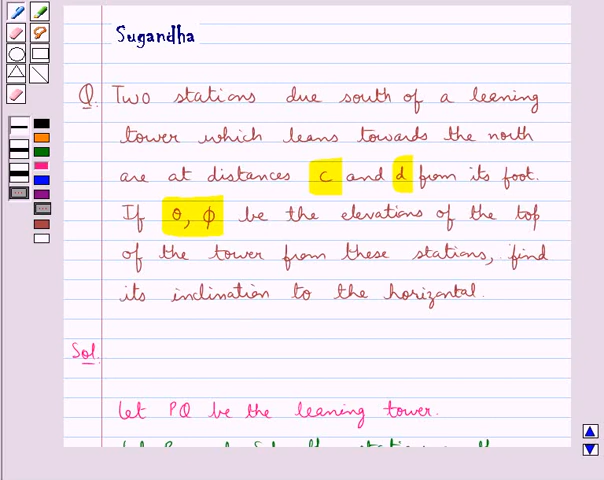 Sugandha
Q. Two stations due south of a leening
tower which leans towards the north
are at distances c and d from its foot.
If θ, φ be the elevations of the top
of the tower from these stations, find
its inclination to the horizontal.
Sol.
Let PQ be the leaning tower.